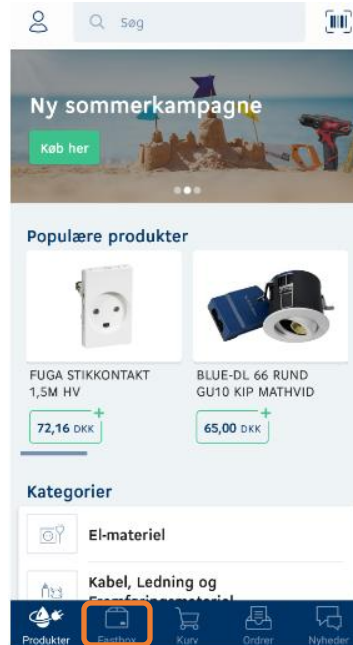 Søg
Ny sommerkampagne
Køb her
Populære produkter
FUGA STIKKONTAKT
1,5M HV
72,16 DKK
BLUE-DL 66 RUND
GU10 KIP MATHVID
65,00 DKK
Kategorier
El-materiel
Kabel, Ledning og
Fremføringsmateriel
Produkter
Fastbox
Kurv
Ordrer
Nyheder